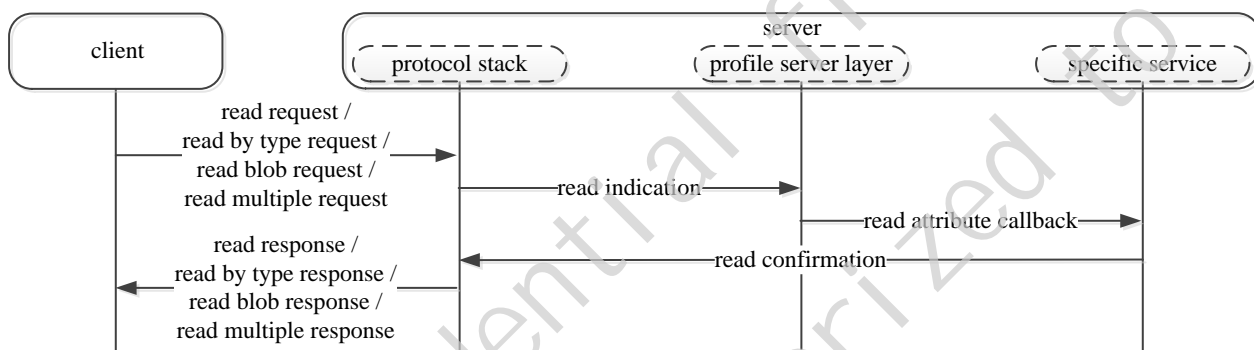 client
server
protocol stack
profile server layer
specific service
read request /
read by type request /
read blob request /
read multiple request
read indication
read attribute callback
read confirmation
read response /
read by type response /
read blob response /
read multiple response